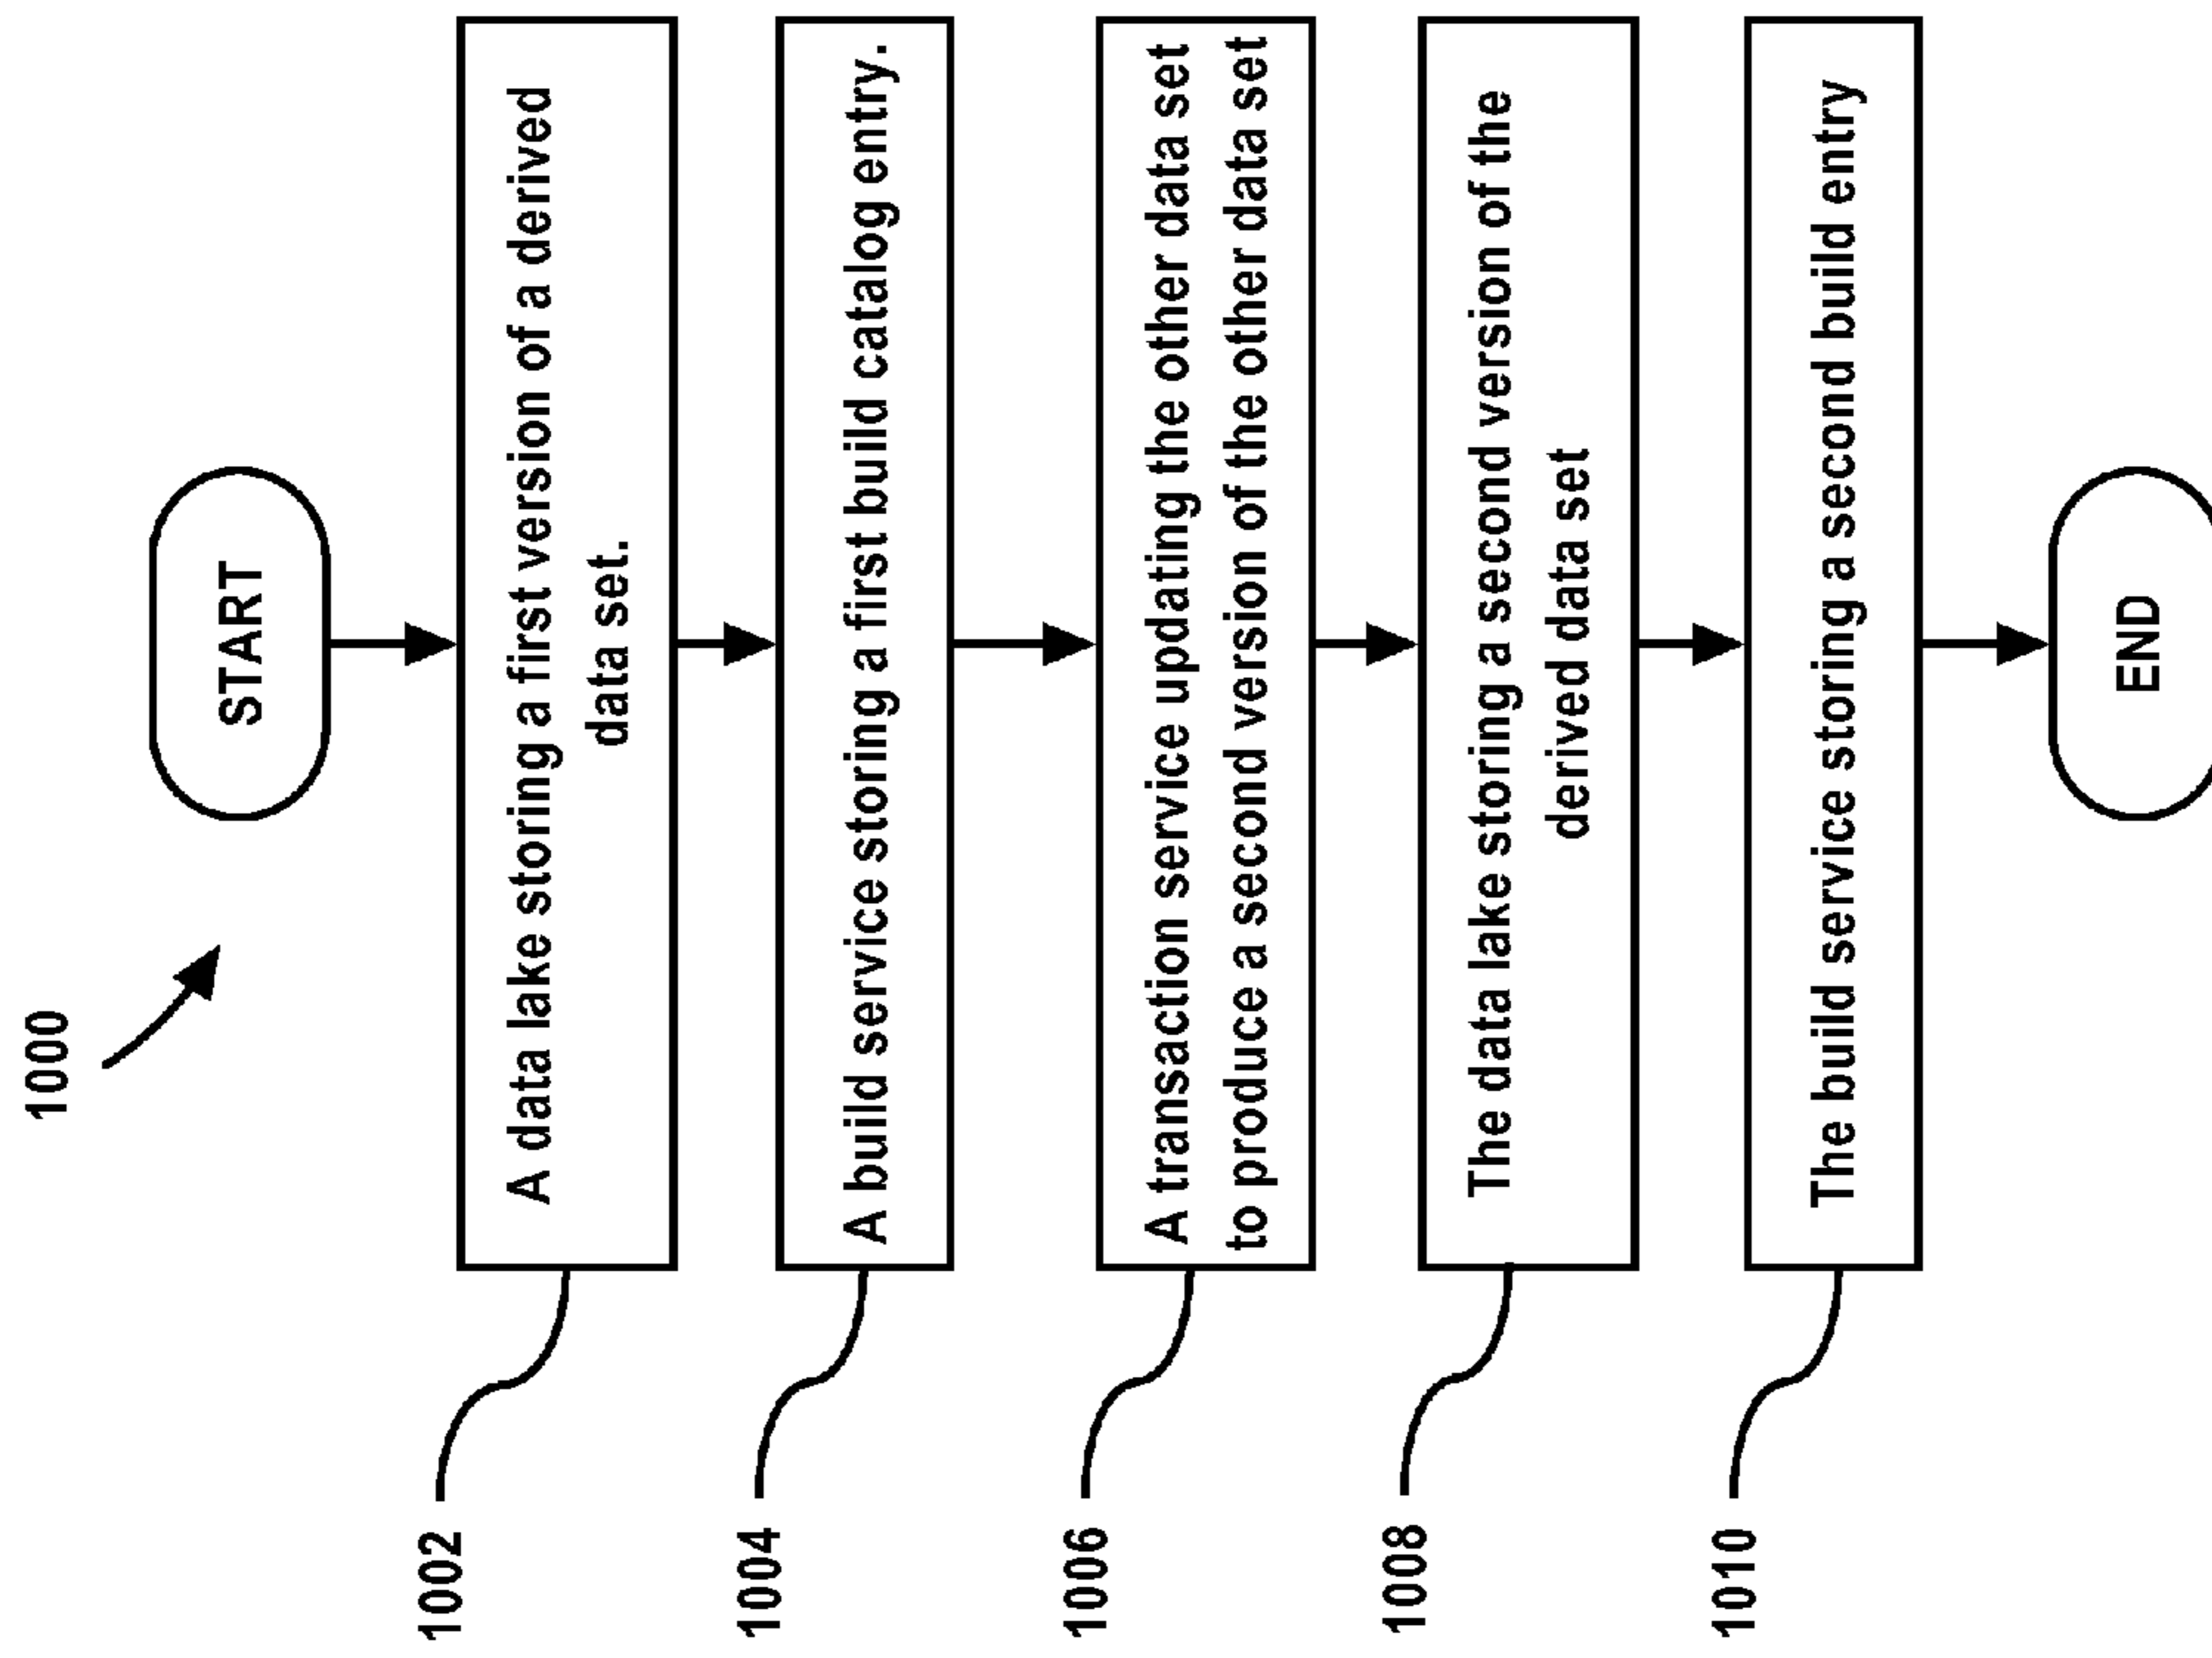 1000
START
1002
A data lake storing a first version of a derived
data set.
1004
A build service storing a first build catalog entry.
1006
A transaction service updating the other data set
to produce a second version of the other data set
1008
The data lake storing a second version of the
derived data set
1010
The build service storing a second build entry
END